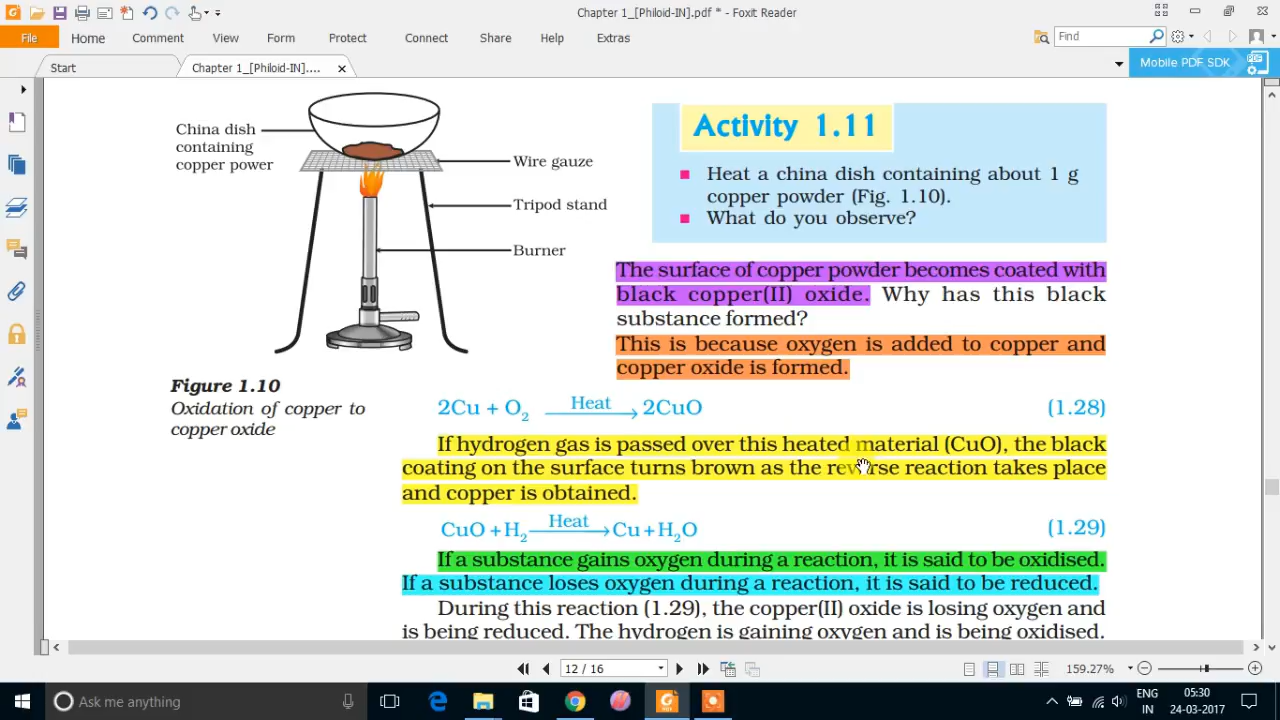 Chapter 1_[Philoid-IN].pdf * - Foxit Reader
File Home Comment View Form Protect Connect Share Help Extras
Find
Start
Chapter 1_[Philoid-IN]....
Mobile PDF SDK
China dish
containing
copper power
Wire gauze
Tripod stand
Burner
Figure 1.10
Oxidation of copper to
copper oxide
Activity 1.11
Heat a china dish containing about 1 g
copper powder (Fig. 1.10).
What do you observe?
The surface of copper powder becomes coated with
black copper(II) oxide. Why has this black
substance formed?
This is because oxygen is added to copper and
copper oxide is formed.
Heat
2Cu + O2 2CuO (1.28)
If hydrogen gas is passed over this heated material (CuO), the black
coating on the surface turns brown as the reverse reaction takes place
and copper is obtained.
Heat
CuO + H2 Cu + H2O (1.29)
If a substance gains oxygen during a reaction, it is said to be oxidised.
If a substance loses oxygen during a reaction, it is said to be reduced.
During this reaction (1.29), the copper(II) oxide is losing oxygen and
is being reduced. The hydrogen is gaining oxygen and is being oxidised.
12 / 16
159.27%
Ask me anything
ENG
IN
05:30
24-03-2017